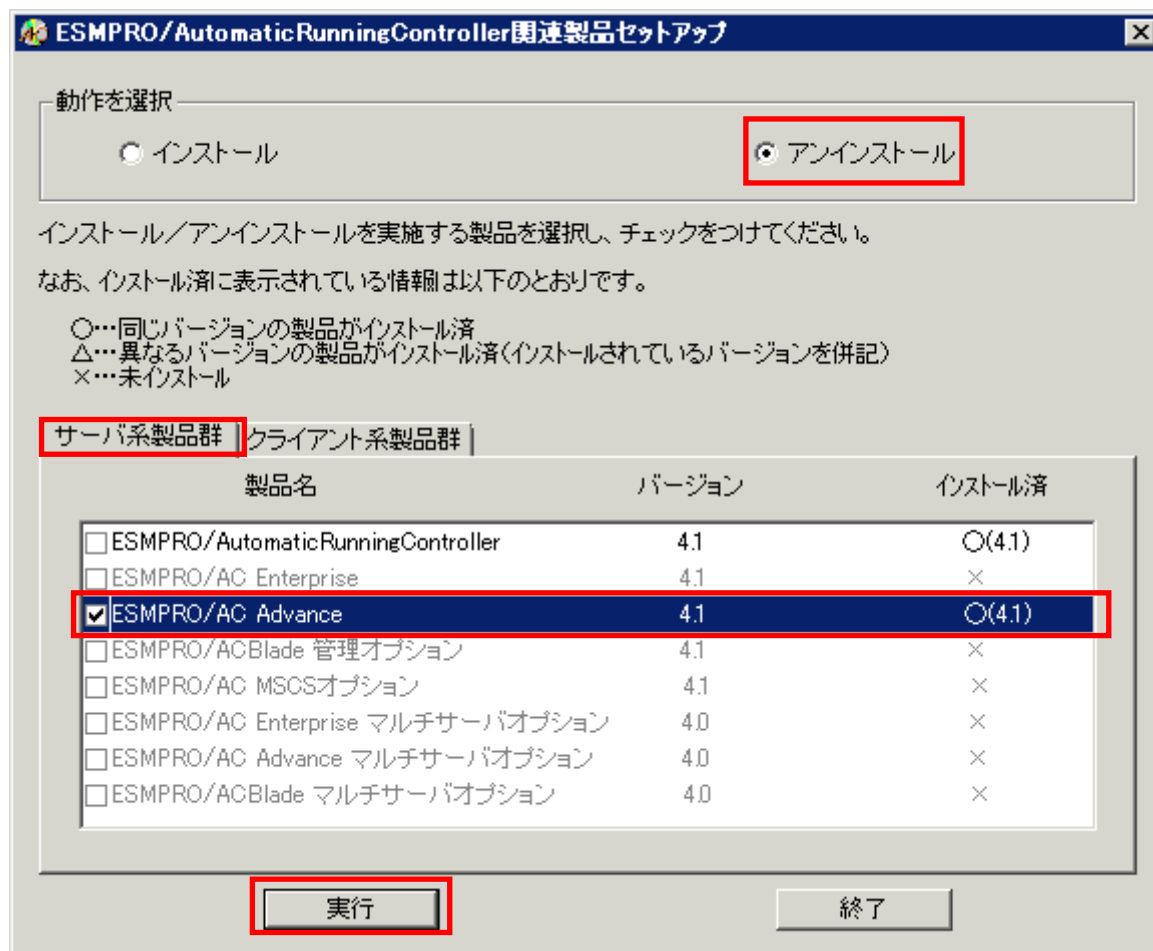 ESMPRO/AutomaticRunningController関連製品セットアップ
動作を選択
インストール アンインストール
インストール／アンインストールを実施する製品を選択し、チェックをつけてください。
なお、インストール済に表示されている情報は以下のとおりです。
○…同じバージョンの製品がインストール済
△…異なるバージョンの製品がインストール済(インストールされているバージョンを併記)
×…未インストール
サーバ系製品群 クライアント系製品群
製品名 バージョン インストール済
ESMPRO/AutomaticRunningController 4.1 ○(4.1)
ESMPRO/AC Enterprise 4.1 ×
ESMPRO/AC Advance 4.1 ○(4.1)
ESMPRO/ACBlade 管理オプション 4.1 ×
ESMPRO/AC MSCSオプション 4.1 ×
ESMPRO/AC Enterprise マルチサーバオプション 4.0 ×
ESMPRO/AC Advance マルチサーバオプション 4.0 ×
ESMPRO/ACBlade マルチサーバオプション 4.0 ×
実行 終了